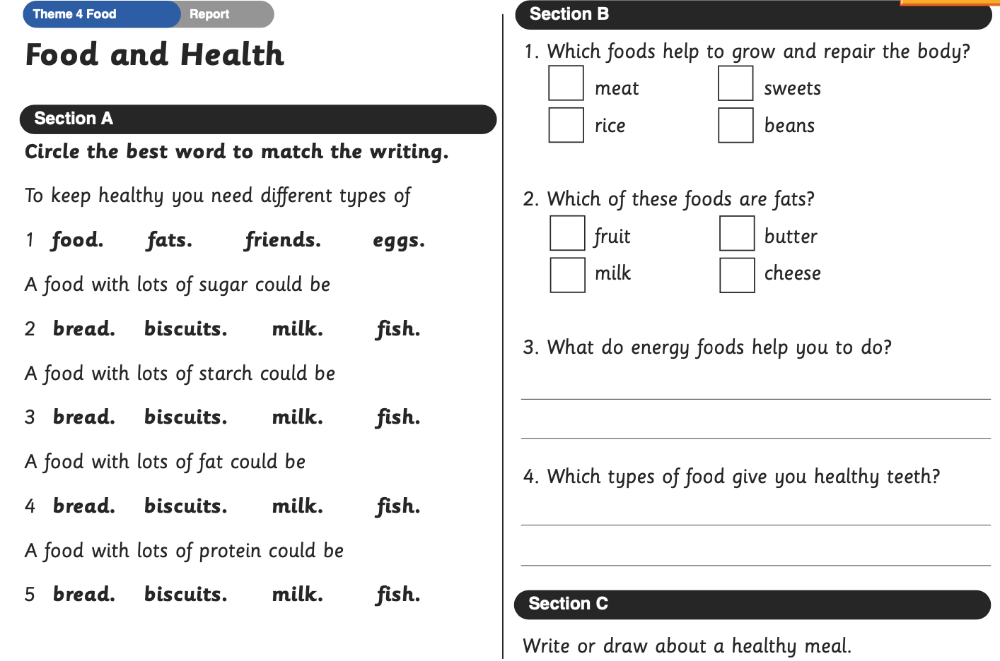 Theme 4 Food Report
Food and Health
Section A
Circle the best word to match the writing.
To keep healthy you need different types of
1 food. fats. friends. eggs.
A food with lots of sugar could be
2 bread. biscuits. milk. fish.
A food with lots of starch could be
3 bread. biscuits. milk. fish.
A food with lots of fat could be
4 bread. biscuits. milk. fish.
A food with lots of protein could be
5 bread. biscuits. milk. fish.
Section B
1. Which foods help to grow and repair the body?
meat sweets
rice beans
2. Which of these foods are fats?
fruit butter
milk cheese
3. What do energy foods help you to do?
4. Which types of food give you healthy teeth?
Section C
Write or draw about a healthy meal.